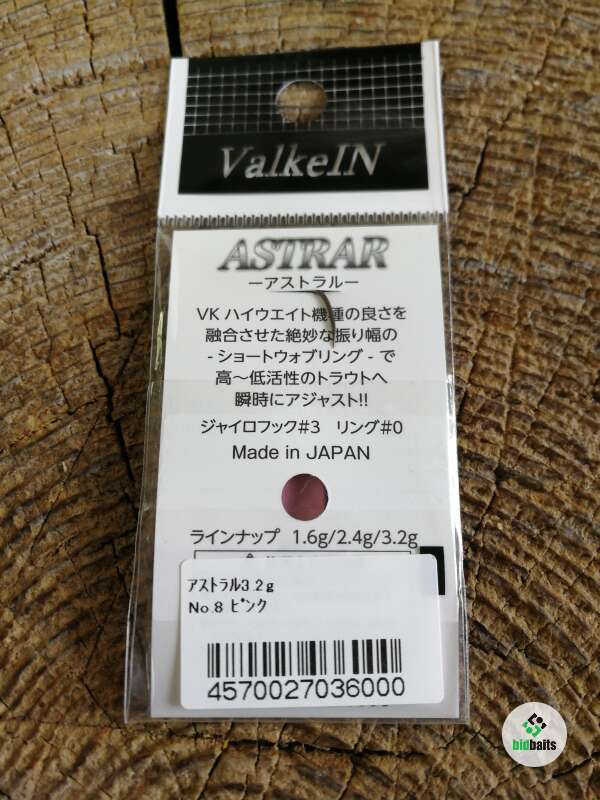 ValkeIN
ASTRAR
-アストラル-
VK ハイウエイト機種の良さを
融合させた絶妙な振り幅の
- ショートウォブリング - で
高〜低活性のトラウトへ
瞬時にアジャスト!!
ジャイロフック#3 リング#0
Made in JAPAN
ラインナップ 1.6g/2.4g/3.2g
ｱｽﾄﾗﾙ3.2g
No.8 ﾋﾟﾝｸ
4570027036000
bidbaits